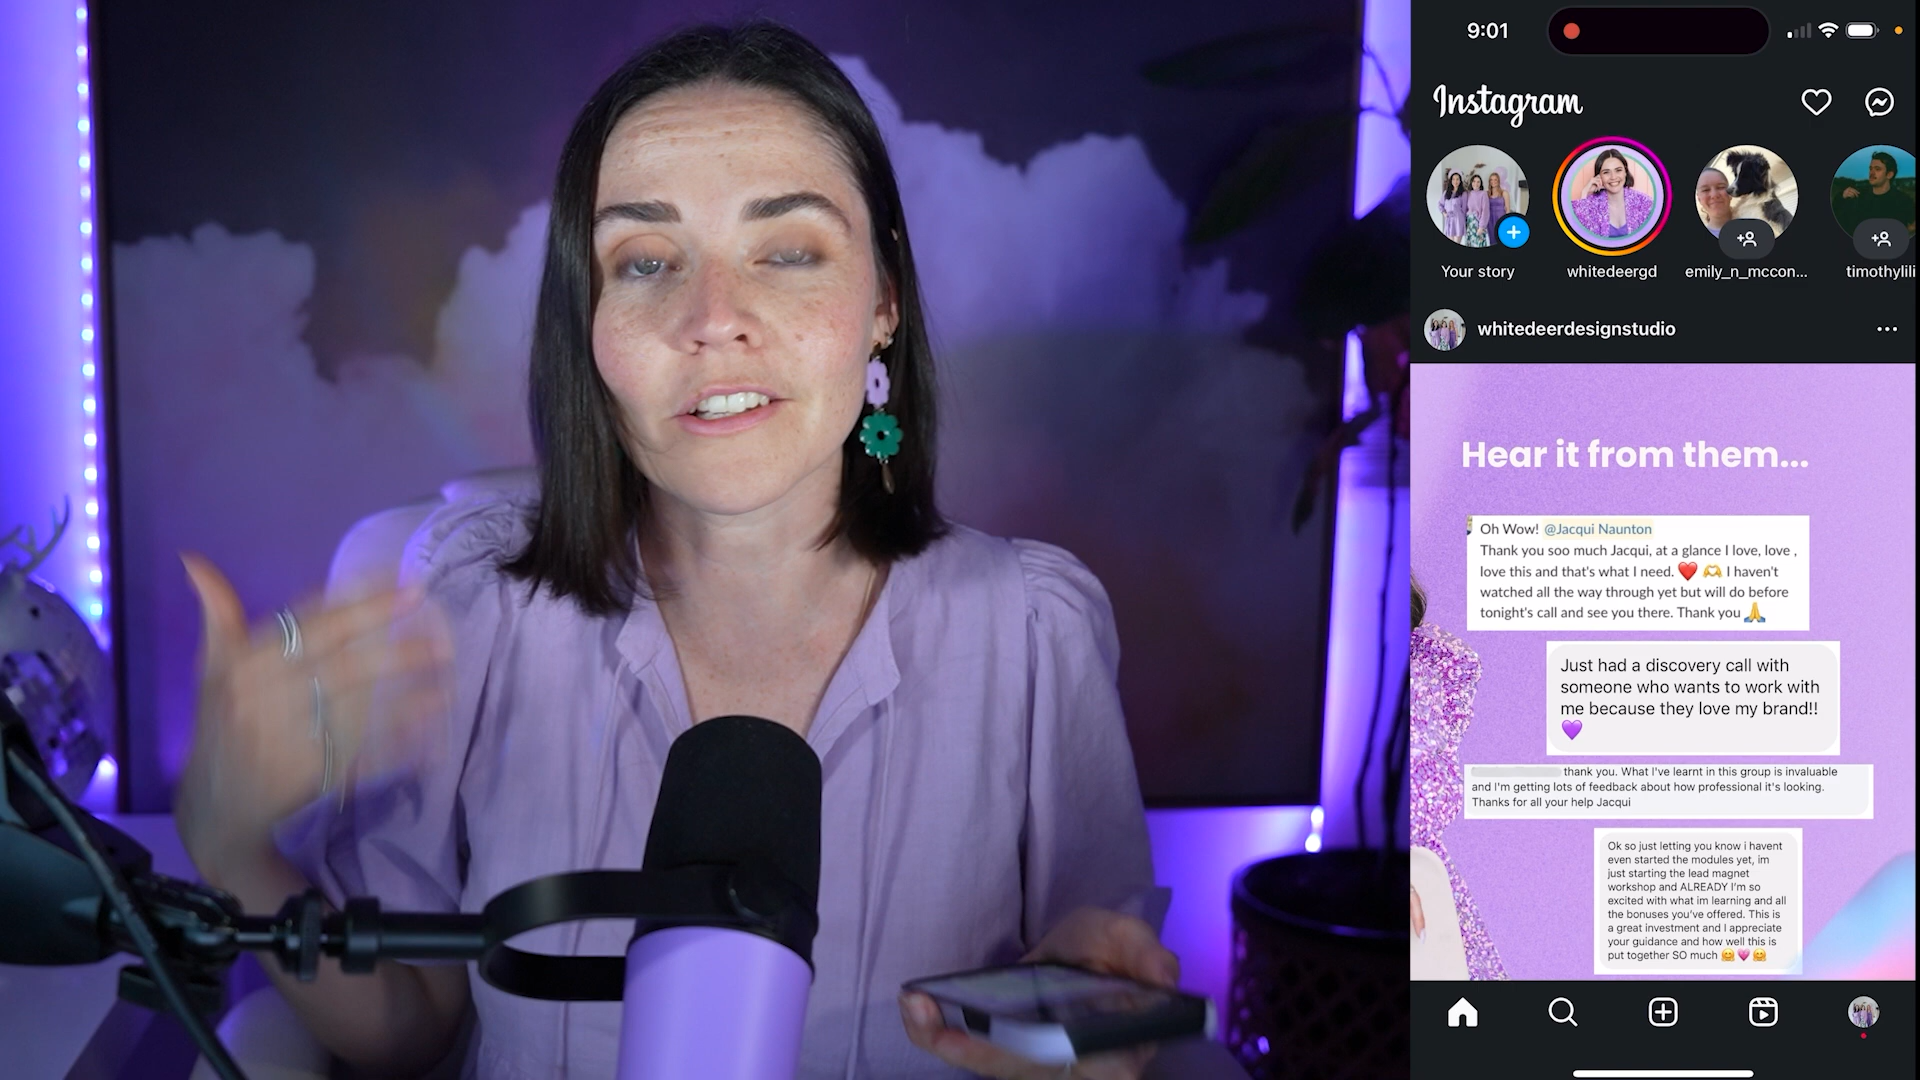 9:01
Instagram
Your story
whitedeergd
emily_n_mccon...
timothylili
whitedeerdesignstudio
Hear it from them...
Oh Wow! @Jacqui Naunton
Thank you soo much Jacqui, at a glance I love, love ,
love this and that's what I need. ❤️ 🫶 I haven't
watched all the way through yet but will do before
tonight's call and see you there. Thank you 🙏
Just had a discovery call with
someone who wants to work with
me because they love my brand!!
💜
thank you. What I've learnt in this group is invaluable
and I'm getting lots of feedback about how professional it's looking.
Thanks for all your help Jacqui
Ok so just letting you know i havent
even started the modules yet, im
just starting the lead magnet
workshop and ALREADY I'm so
excited with what im learning and all
the bonuses you've offered. This is
a great investment and I appreciate
your guidance and how well this is
put together SO much 🤗💗🤗